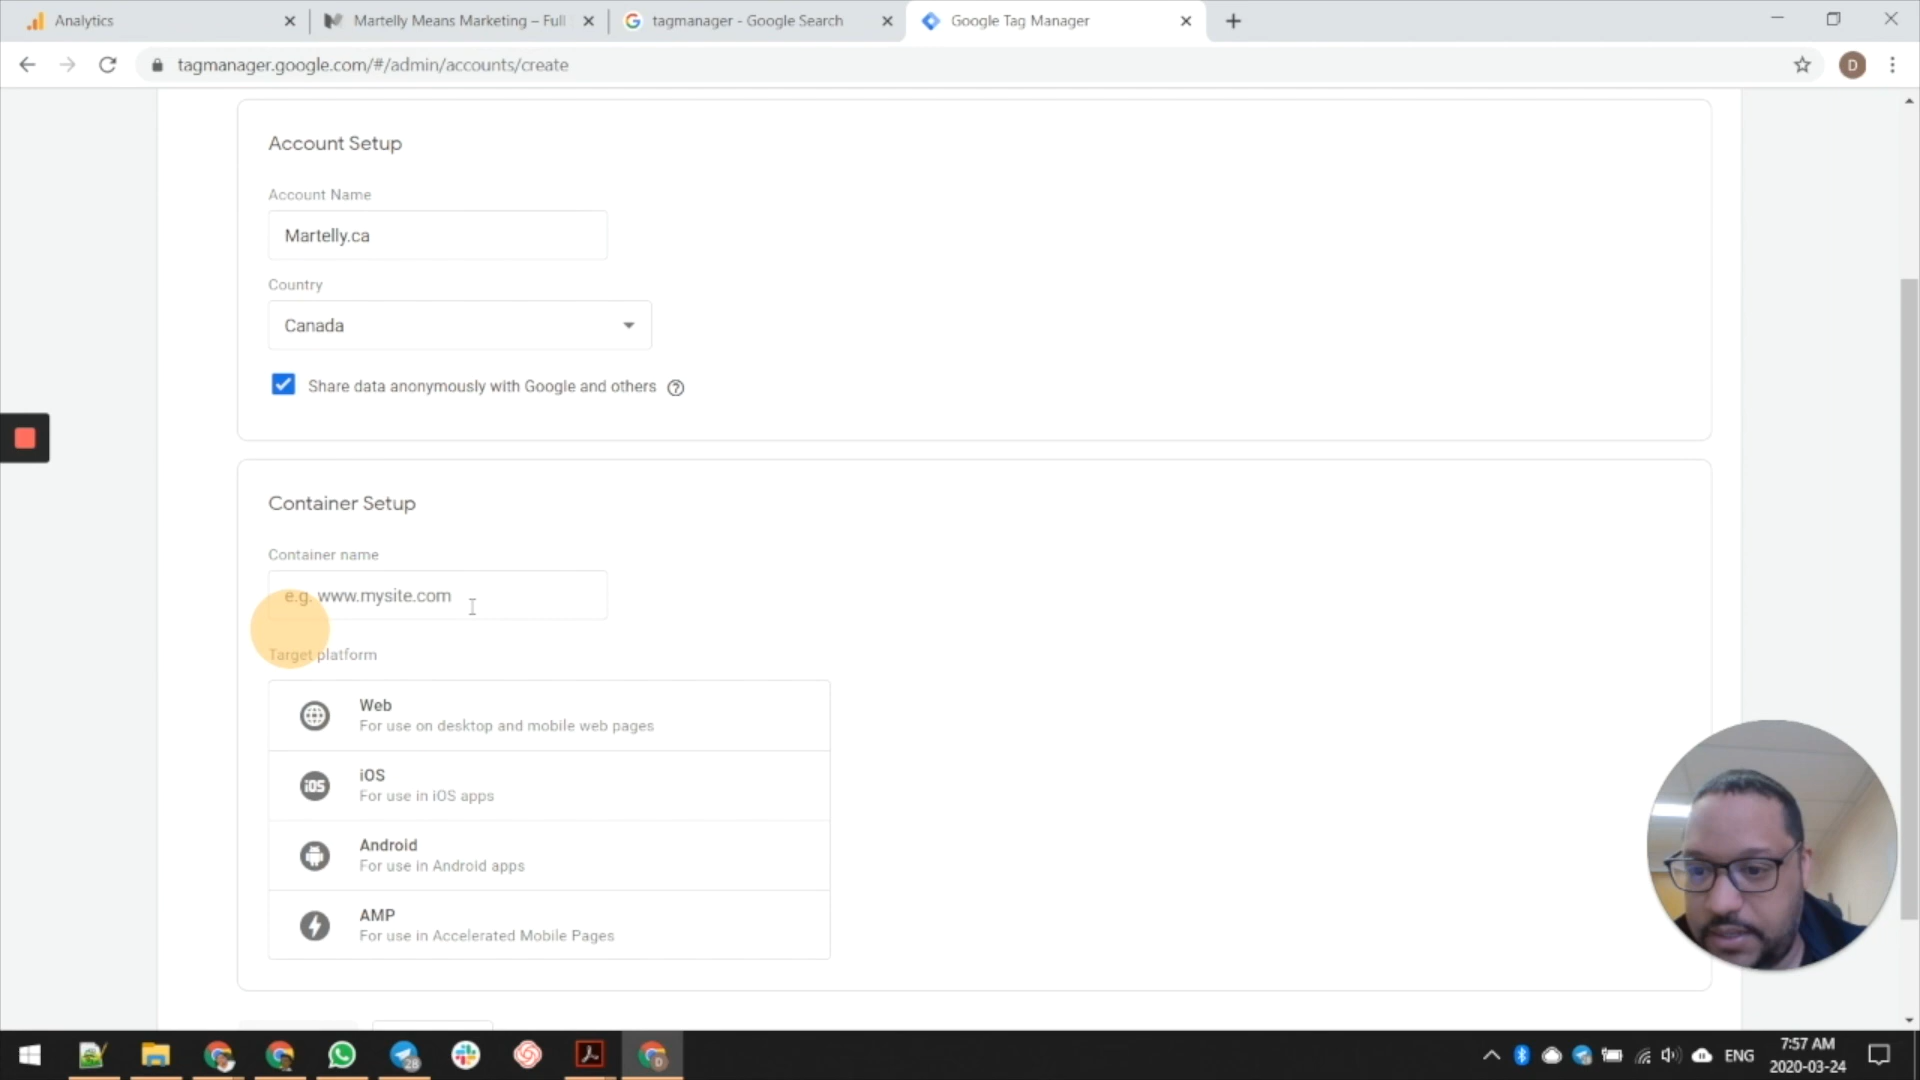 Analytics
Martelly Means Marketing – Full
tagmanager - Google Search
Google Tag Manager
tagmanager.google.com/#/admin/accounts/create
D
Account Setup
Account Name
Martelly.ca
Country
Canada
Share data anonymously with Google and others
Container Setup
Container name
e.g. www.mysite.com
Target platform
Web
For use on desktop and mobile web pages
iOS
iOS
For use in iOS apps
Android
For use in Android apps
AMP
For use in Accelerated Mobile Pages
28
D
ENG
7:57 AM
2020-03-24